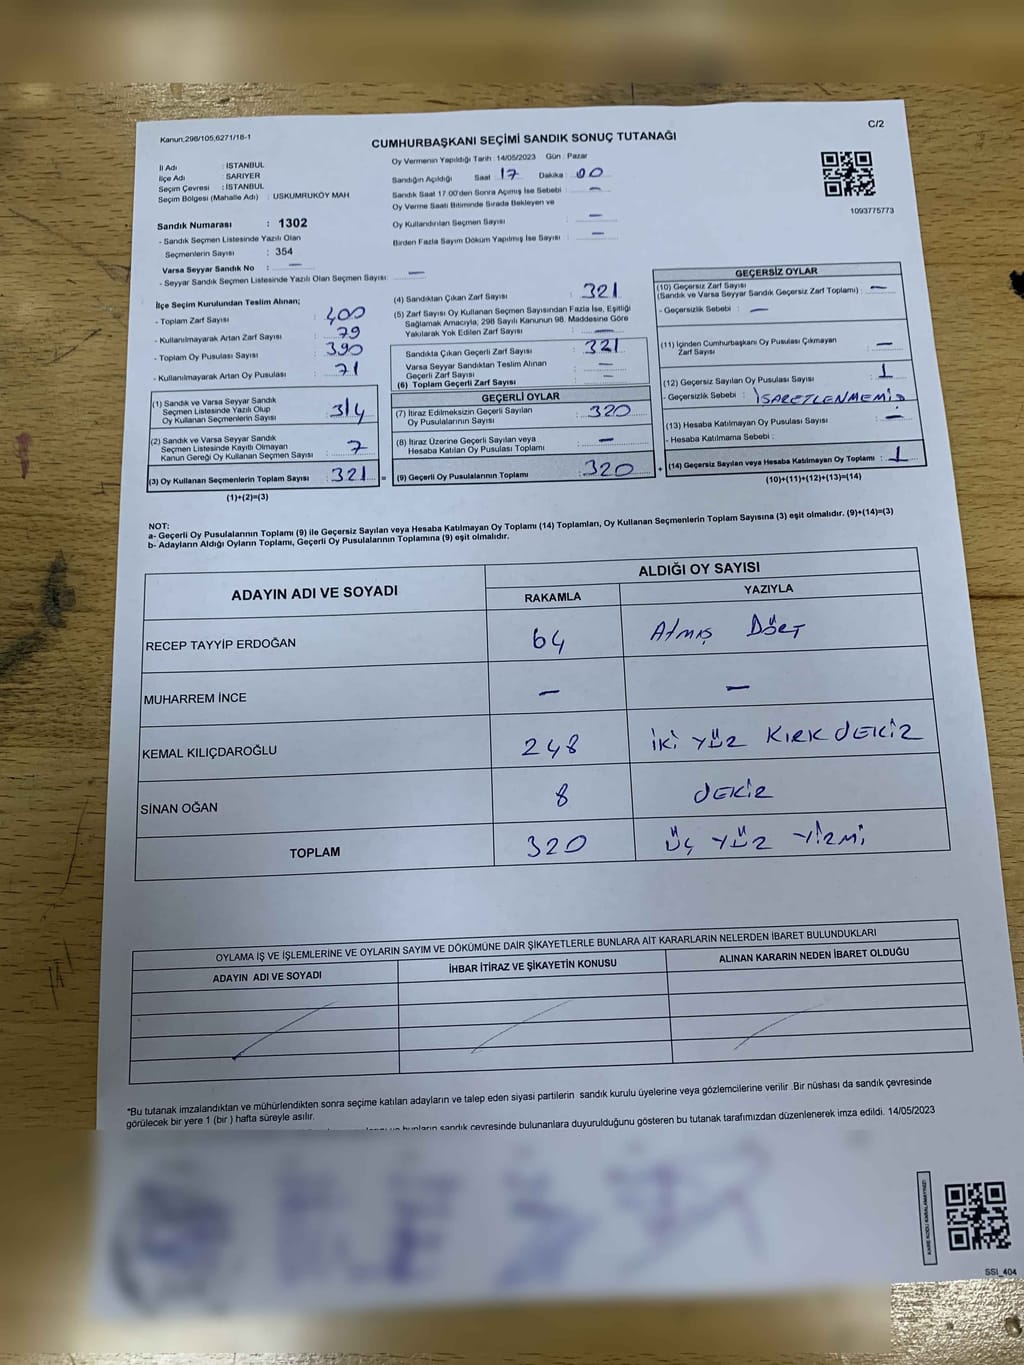 Kanun:298/105,6271/18-1
C/2
CUMHURBAŞKANI SEÇİMİ SANDIK SONUÇ TUTANAĞI
İl Adı : İSTANBUL
İlçe Adı : SARIYER
Seçim Çevresi : İSTANBUL
Seçim Bölgesi (Mahalle Adı) : USKUMRUKÖY MAH.
Sandık Numarası : 1302
- Sandık Seçmen Listesinde Yazılı Olan
Seçmenlerin Sayısı : 354
Varsa Seyyar Sandık No : —
- Seyyar Sandık Seçmen Listesinde Yazılı Olan Seçmen Sayısı: —
Oy Vermenin Yapıldığı Tarih : 14/05/2023 Gün : Pazar
Sandığın Açıldığı Saat 17 Dakika : 00
Sandık Saat 17.00'den Sonra Açımış İse Sebebi : —
Oy Verme Saati Bitiminde Sırada Bekleyen ve
Oy Kullandırılan Seçmen Sayısı : —
Birden Fazla Sayım Döküm Yapılmış İse Sayısı : —
1093775773
İlçe Seçim Kurulundan Teslim Alınan;
- Toplam Zarf Sayısı : 400
- Kullanılmayarak Artan Zarf Sayısı : 79
- Toplam Oy Pusulası Sayısı : 390
- Kullanılmayarak Artan Oy Pusulası : 71
(1) Sandık ve Varsa Seyyar Sandık
Seçmen Listesinde Yazılı Olup
Oy Kullanan Seçmenlerin Sayısı : 314
(2) Sandık ve Varsa Seyyar Sandık
Seçmen Listesinde Kayıtlı Olmayan
Kanun Gereği Oy Kullanan Seçmen Sayısı : 7
(3) Oy Kullanan Seçmenlerin Toplam Sayısı : 321 =
(1)+(2)=(3)
(4) Sandıktan Çıkan Zarf Sayısı : 321
(5) Zarf Sayısı Oy Kullanan Seçmen Sayısından Fazla İse, Eşitliği
Sağlamak Amacıyla; 298 Sayılı Kanunun 98. Maddesine Göre
Yakılarak Yok Edilen Zarf Sayısı : —
Sandıkta Çıkan Geçerli Zarf Sayısı : 321
Varsa Seyyar Sandıktan Teslim Alınan
Geçerli Zarf Sayısı : —
(6) Toplam Geçerli Zarf Sayısı : —
GEÇERLİ OYLAR
(7) İtiraz Edilmeksizin Geçerli Sayılan
Oy Pusulalarının Sayısı : 320
(8) İtiraz Üzerine Geçerli Sayılan veya
Hesaba Katılan Oy Pusulası Toplamı : —
(9) Geçerli Oy Pusulalarının Toplamı : 320 +
GEÇERSİZ OYLAR
(10) Geçersiz Zarf Sayısı
(Sandık ve Varsa Seyyar Sandık Geçersiz Zarf Toplamı) : —
- Geçersizlik Sebebi : —
(11) İçinden Cumhurbaşkanı Oy Pusulası Çıkmayan
Zarf Sayısı : —
(12) Geçersiz Sayılan Oy Pusulası Sayısı : 1
- Geçersizlik Sebebi : İŞARETLENMEMİŞ
(13) Hesaba Katılmayan Oy Pusulası Sayısı : —
- Hesaba Katılmama Sebebi :
(14) Geçersiz Sayılan veya Hesaba Katılmayan Oy Toplamı : 1
(10)+(11)+(12)+(13)=(14)
NOT:
a- Geçerli Oy Pusulalarının Toplamı (9) ile Geçersiz Sayılan veya Hesaba Katılmayan Oy Toplamı (14) Toplamları, Oy Kullanan Seçmenlerin Toplam Sayısına (3) eşit olmalıdır. (9)+(14)=(3)
b- Adayların Aldığı Oyların Toplamı, Geçerli Oy Pusulalarının Toplamına (9) eşit olmalıdır.
ADAYIN ADI VE SOYADI ALDIĞI OY SAYISI
RAKAMLA YAZIYLA
RECEP TAYYİP ERDOĞAN 64 Atmış Dört
MUHARREM İNCE — —
KEMAL KILIÇDAROĞLU 248 İki yüz kırk sekiz
SİNAN OĞAN 8 sekiz
TOPLAM 320 üç yüz yirmi
OYLAMA İŞ VE İŞLEMLERİNE VE OYLARIN SAYIM VE DÖKÜMÜNE DAİR ŞİKAYETLERLE BUNLARA AİT KARARLARIN NELERDEN İBARET BULUNDUKLARI
ADAYIN ADI VE SOYADI İHBAR İTİRAZ VE ŞİKAYETİN KONUSU ALINAN KARARIN NEDEN İBARET OLDUĞU
*Bu tutanak imzalandıktan ve mühürlendikten sonra seçime katılan adayların ve talep eden siyasi partilerin sandık kurulu üyelerine veya gözlemcilerine verilir .Bir nüshası da sandık çevresinde
görülecek bir yere 1 (bir ) hafta süreyle asılır.
bunların sandık çevresinde bulunanlara duyurulduğunu gösteren bu tutanak tarafımızdan düzenlenerek imza edildi. 14/05/2023
KARE KODU KARALAMAYINIZ!
SSI_404